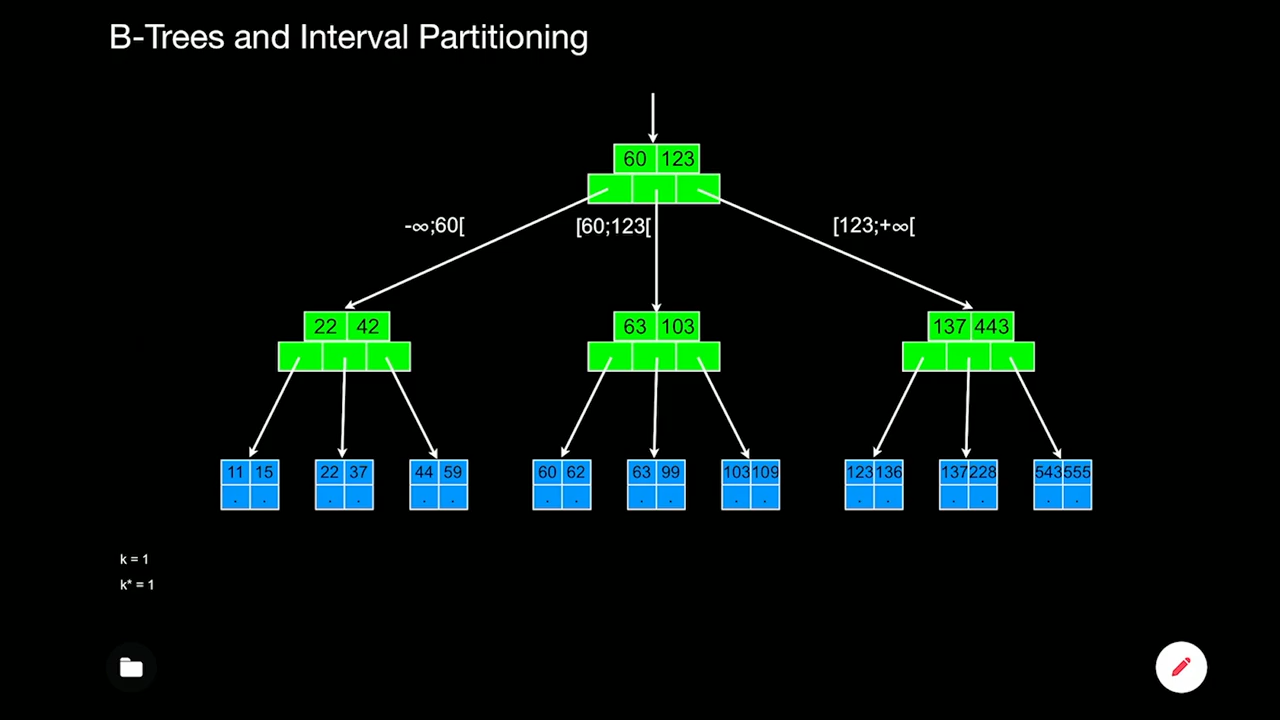 B-Trees and Interval Partitioning
60 123
-∞;60[ [60;123[ [123;+∞[
22 42 63 103 137 443
11 15 22 37 44 59 60 62 63 99 103 109 123 136 137 228 543 555
. . . . . . . . . . . . . . . . . .
k = 1
k* = 1